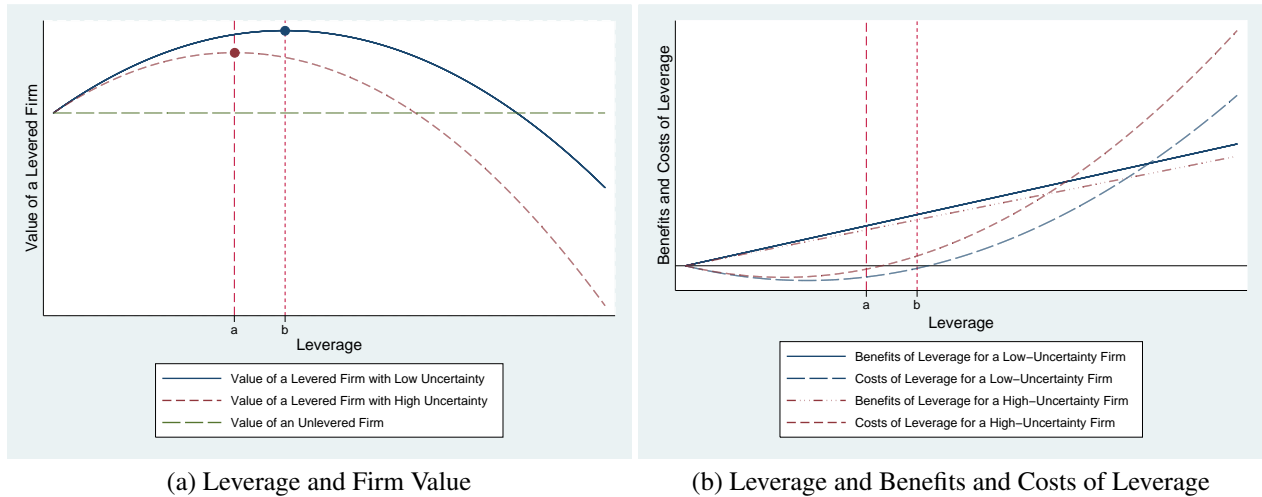 Value of a Levered Firm
a
b
Leverage
Value of a Levered Firm with Low Uncertainty
Value of a Levered Firm with High Uncertainty
Value of an Unlevered Firm
(a) Leverage and Firm Value
Benefits and Costs of Leverage
a
b
Leverage
Benefits of Leverage for a Low−Uncertainty Firm
Costs of Leverage for a Low−Uncertainty Firm
Benefits of Leverage for a High−Uncertainty Firm
Costs of Leverage for a High−Uncertainty Firm
(b) Leverage and Benefits and Costs of Leverage